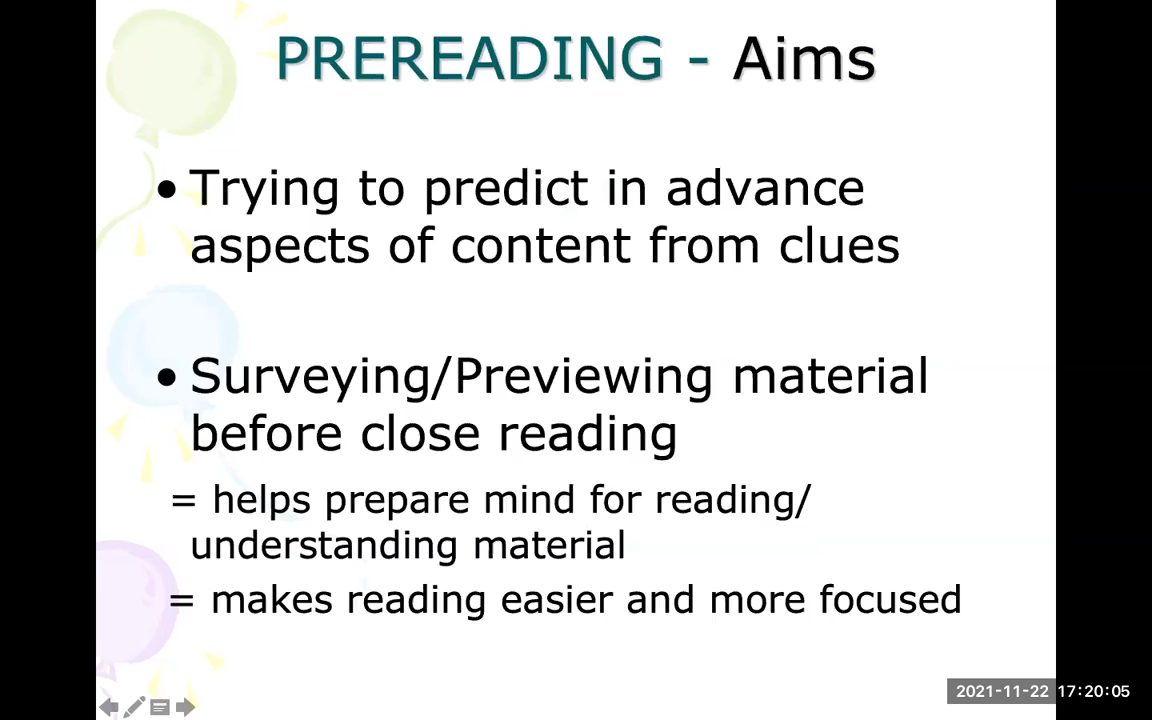 PREREADING - Aims
• Trying to predict in advance
aspects of content from clues
• Surveying/Previewing material
before close reading
= helps prepare mind for reading/
understanding material
= makes reading easier and more focused
2021-11-22 17:20:05